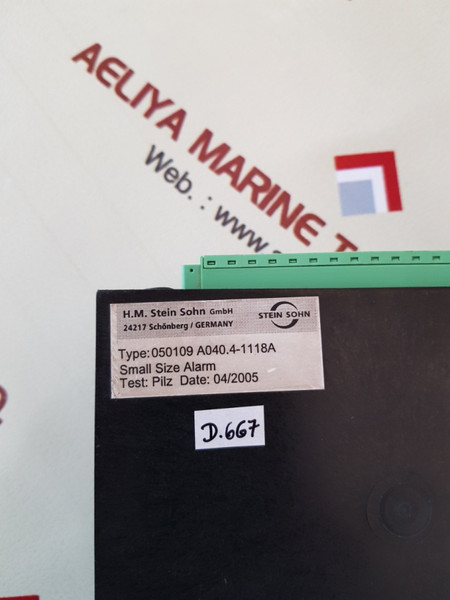 AELIYA MARINE
Web. : www.
H.M. Stein Sohn GmbH
24217 Schönberg / GERMANY
STEIN SOHN
Type: 050109 A040.4-1118A
Small Size Alarm
Test: Pilz Date: 04/2005
D.667